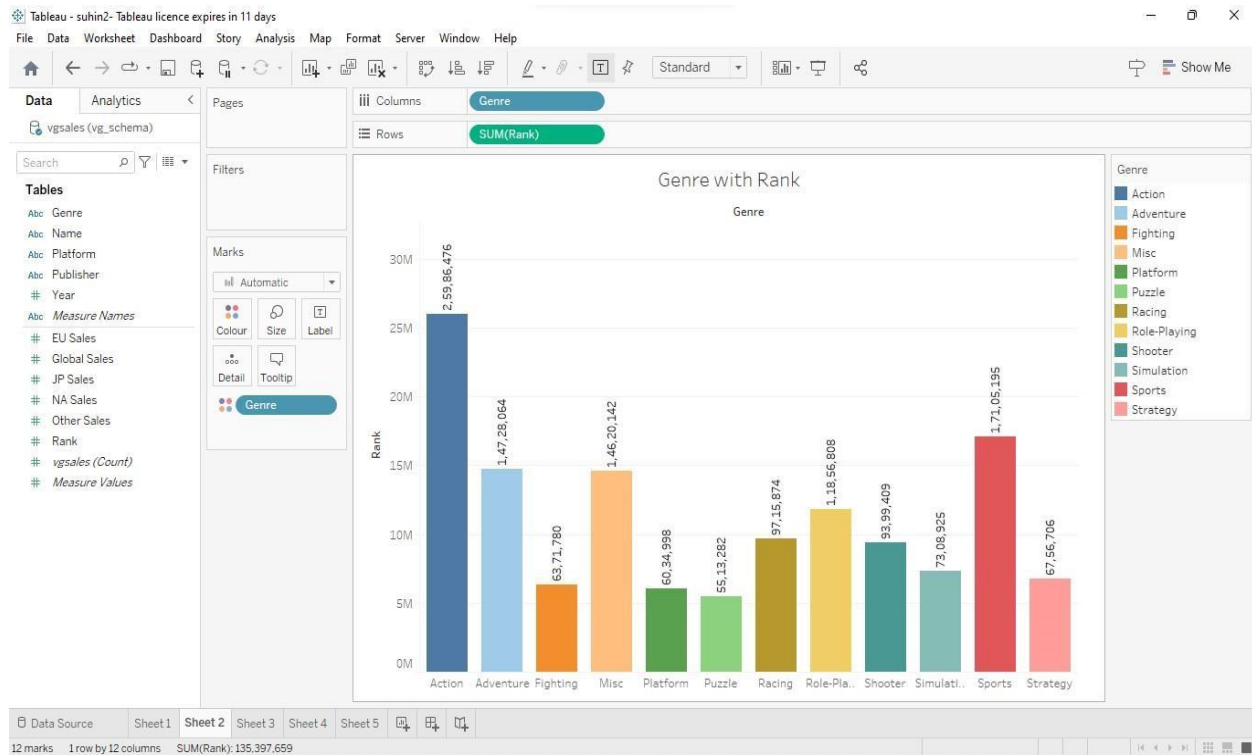 Tableau - suhin2- Tableau licence expires in 11 days
File Data Worksheet Dashboard Story Analysis Map Format Server Window Help
Standard
Show Me
Data Analytics
vgsales (vg_schema)
Search
Tables
Abc Genre
Abc Name
Abc Platform
Abc Publisher
# Year
Abc Measure Names
# EU Sales
# Global Sales
# JP Sales
# NA Sales
# Other Sales
# Rank
# vgsales (Count)
# Measure Values
Pages
Filters
Marks
Automatic
Colour Size Label
Detail Tooltip
Genre
Columns Genre
Rows SUM(Rank)
Genre with Rank
Genre
Rank
30M
25M
20M
15M
10M
5M
0M
2,59,86,476
1,47,28,064
63,71,780
1,46,20,142
60,34,998
55,13,282
97,15,874
1,18,56,808
93,99,409
73,08,925
1,71,05,195
67,56,706
Action Adventure Fighting Misc Platform Puzzle Racing Role-Pla.. Shooter Simulati.. Sports Strategy
Genre
Action
Adventure
Fighting
Misc
Platform
Puzzle
Racing
Role-Playing
Shooter
Simulation
Sports
Strategy
Data Source Sheet 1 Sheet 2 Sheet 3 Sheet 4 Sheet 5
12 marks 1 row by 12 columns SUM(Rank): 135,397,659